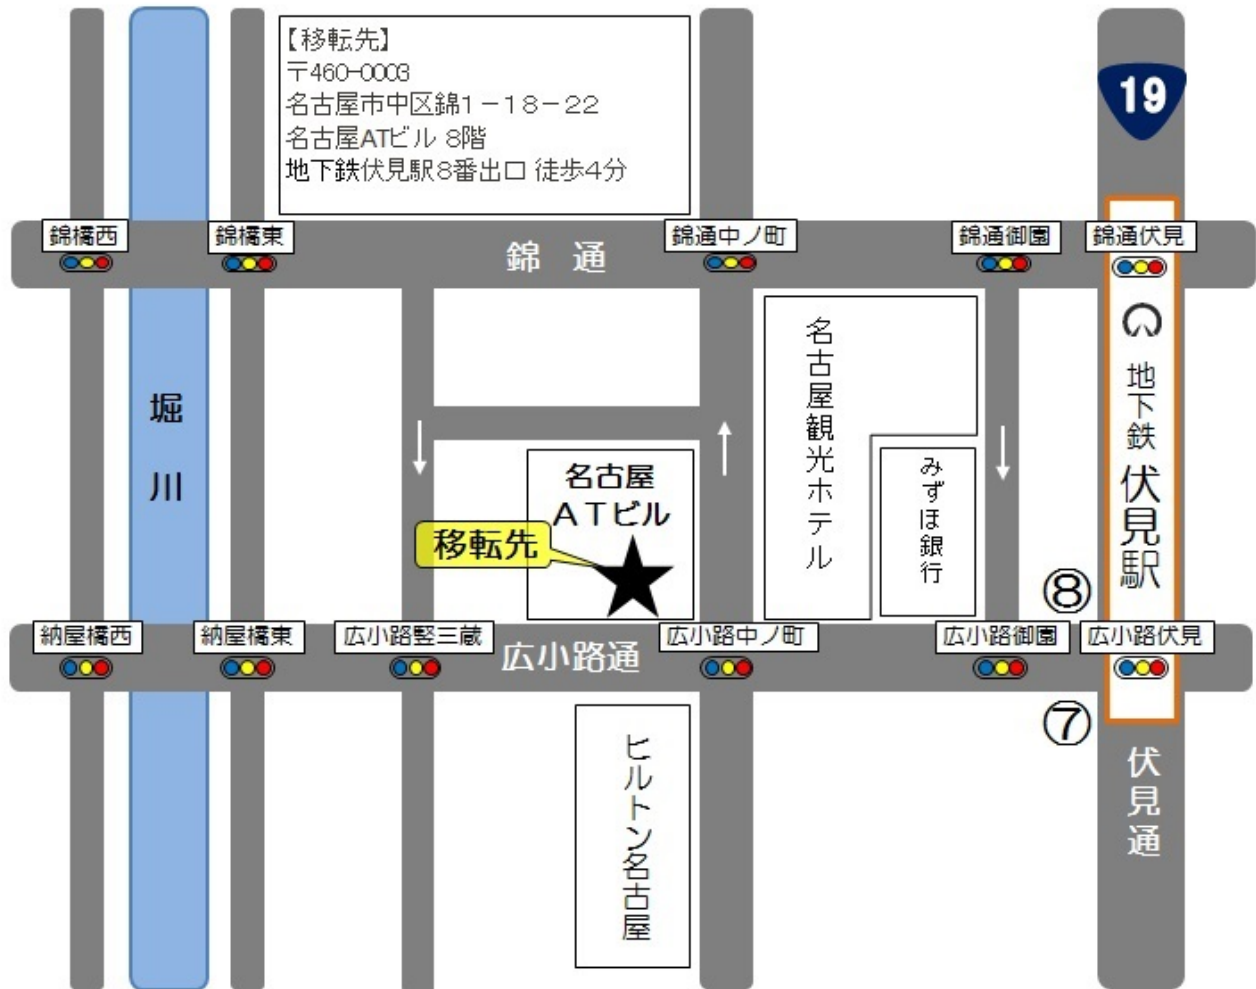 【移転先】
〒460-0003
名古屋市中区錦1－18－22
名古屋ATビル 8階
地下鉄伏見駅8番出口 徒歩4分
19
錦橋西
錦橋東
錦通中ノ町
錦通御園
錦通伏見
錦 通
堀川
名古屋観光ホテル
みずほ銀行
地下鉄 伏見駅
名古屋
ATビル
移転先
⑧
納屋橋西
納屋橋東
広小路竪三蔵
広小路中ノ町
広小路御園
広小路伏見
広小路通
⑦
ヒルトン名古屋
伏見通